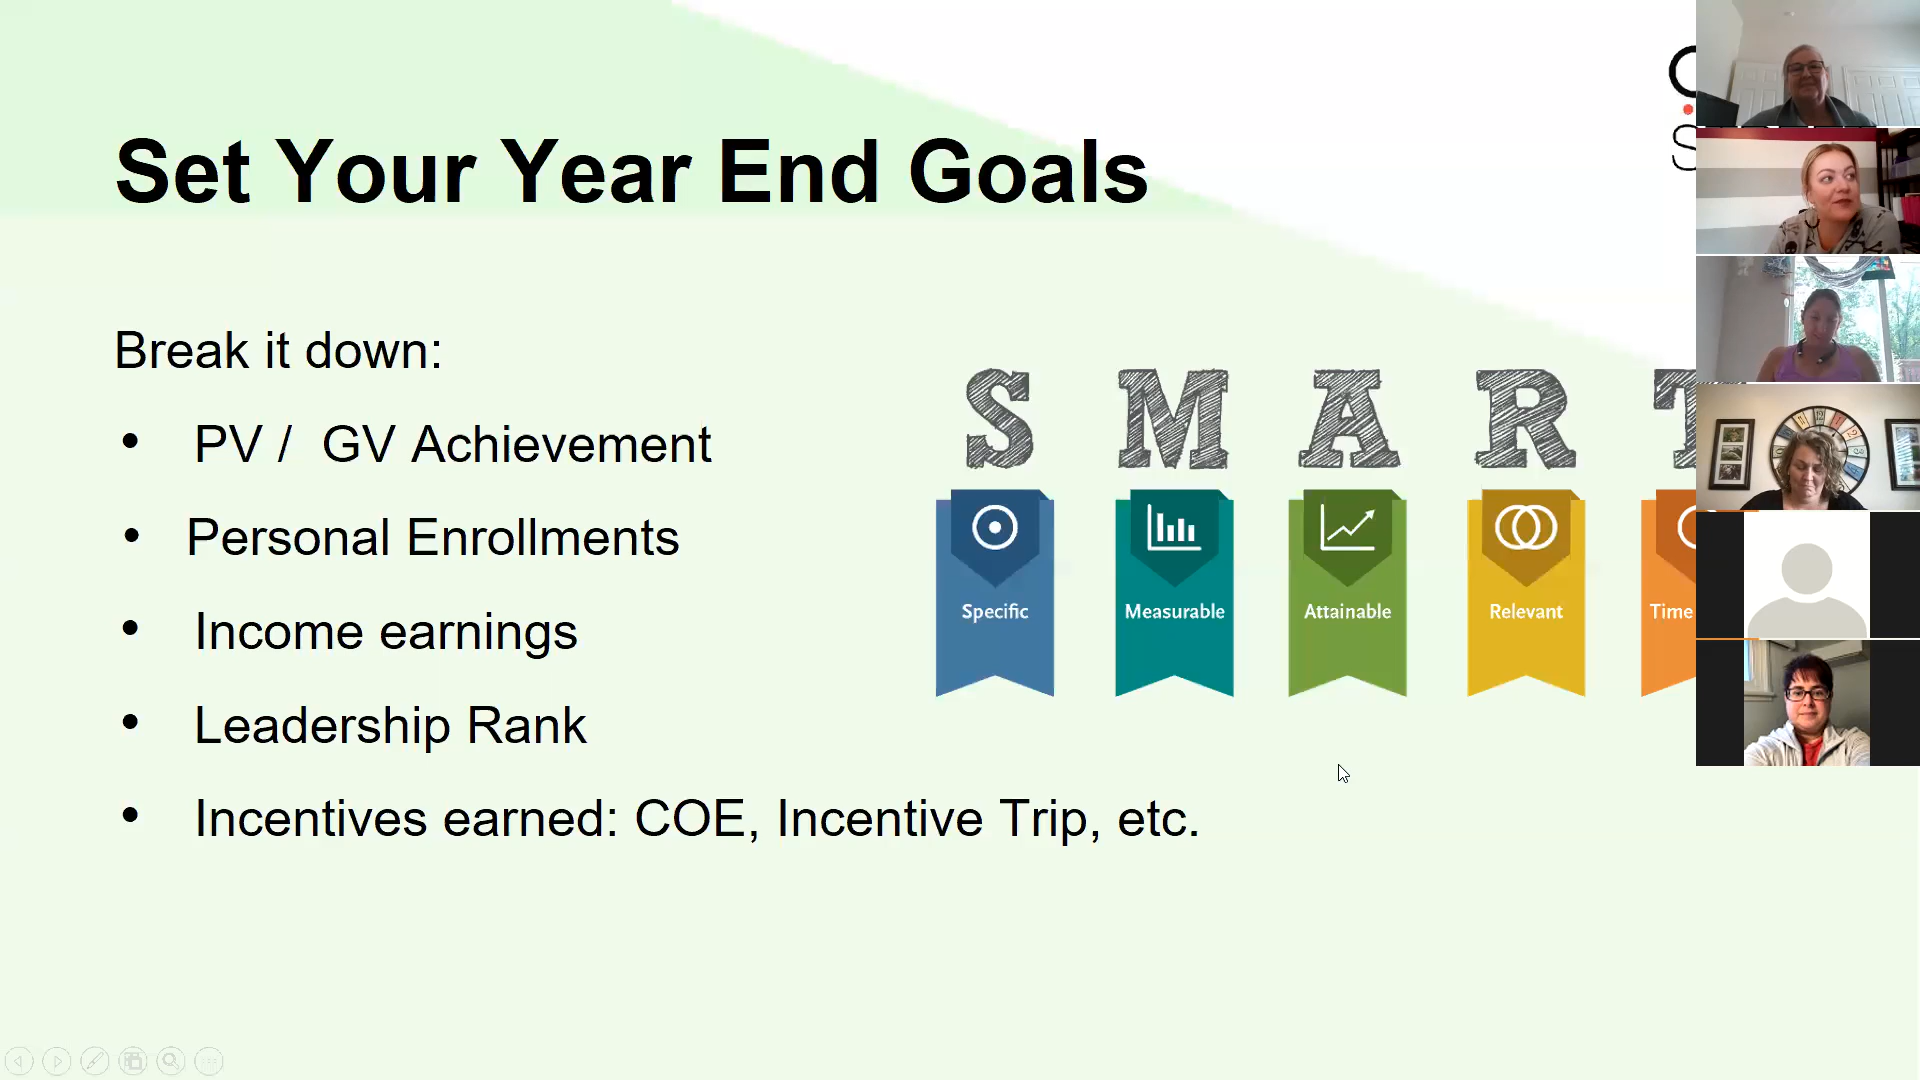 Set Your Year End Goals
Break it down:
• PV / GV Achievement
• Personal Enrollments
• Income earnings
• Leadership Rank
• Incentives earned: COE, Incentive Trip, etc.
S M A R T
Specific Measurable Attainable Relevant Time